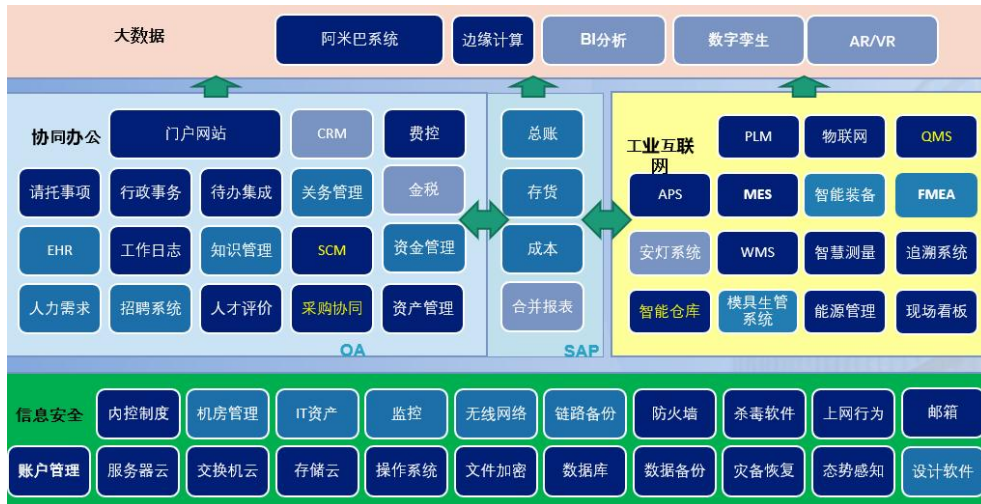 大数据
阿米巴系统
边缘计算
BI分析
数字孪生
AR/VR
协同办公
门户网站
CRM
费控
请托事项
行政事务
待办集成
关务管理
金税
EHR
工作日志
知识管理
SCM
资金管理
人力需求
招聘系统
人才评价
采购协同
资产管理
OA
总账
存货
成本
合并报表
SAP
工业互联
网
PLM
物联网
QMS
APS
MES
智能装备
FMEA
安灯系统
WMS
智慧测量
追溯系统
智能仓库
模具生管
系统
能源管理
现场看板
信息安全
内控制度
机房管理
IT资产
监控
无线网络
链路备份
防火墙
杀毒软件
上网行为
邮箱
账户管理
服务器云
交换机云
存储云
操作系统
文件加密
数据库
数据备份
灾备恢复
态势感知
设计软件